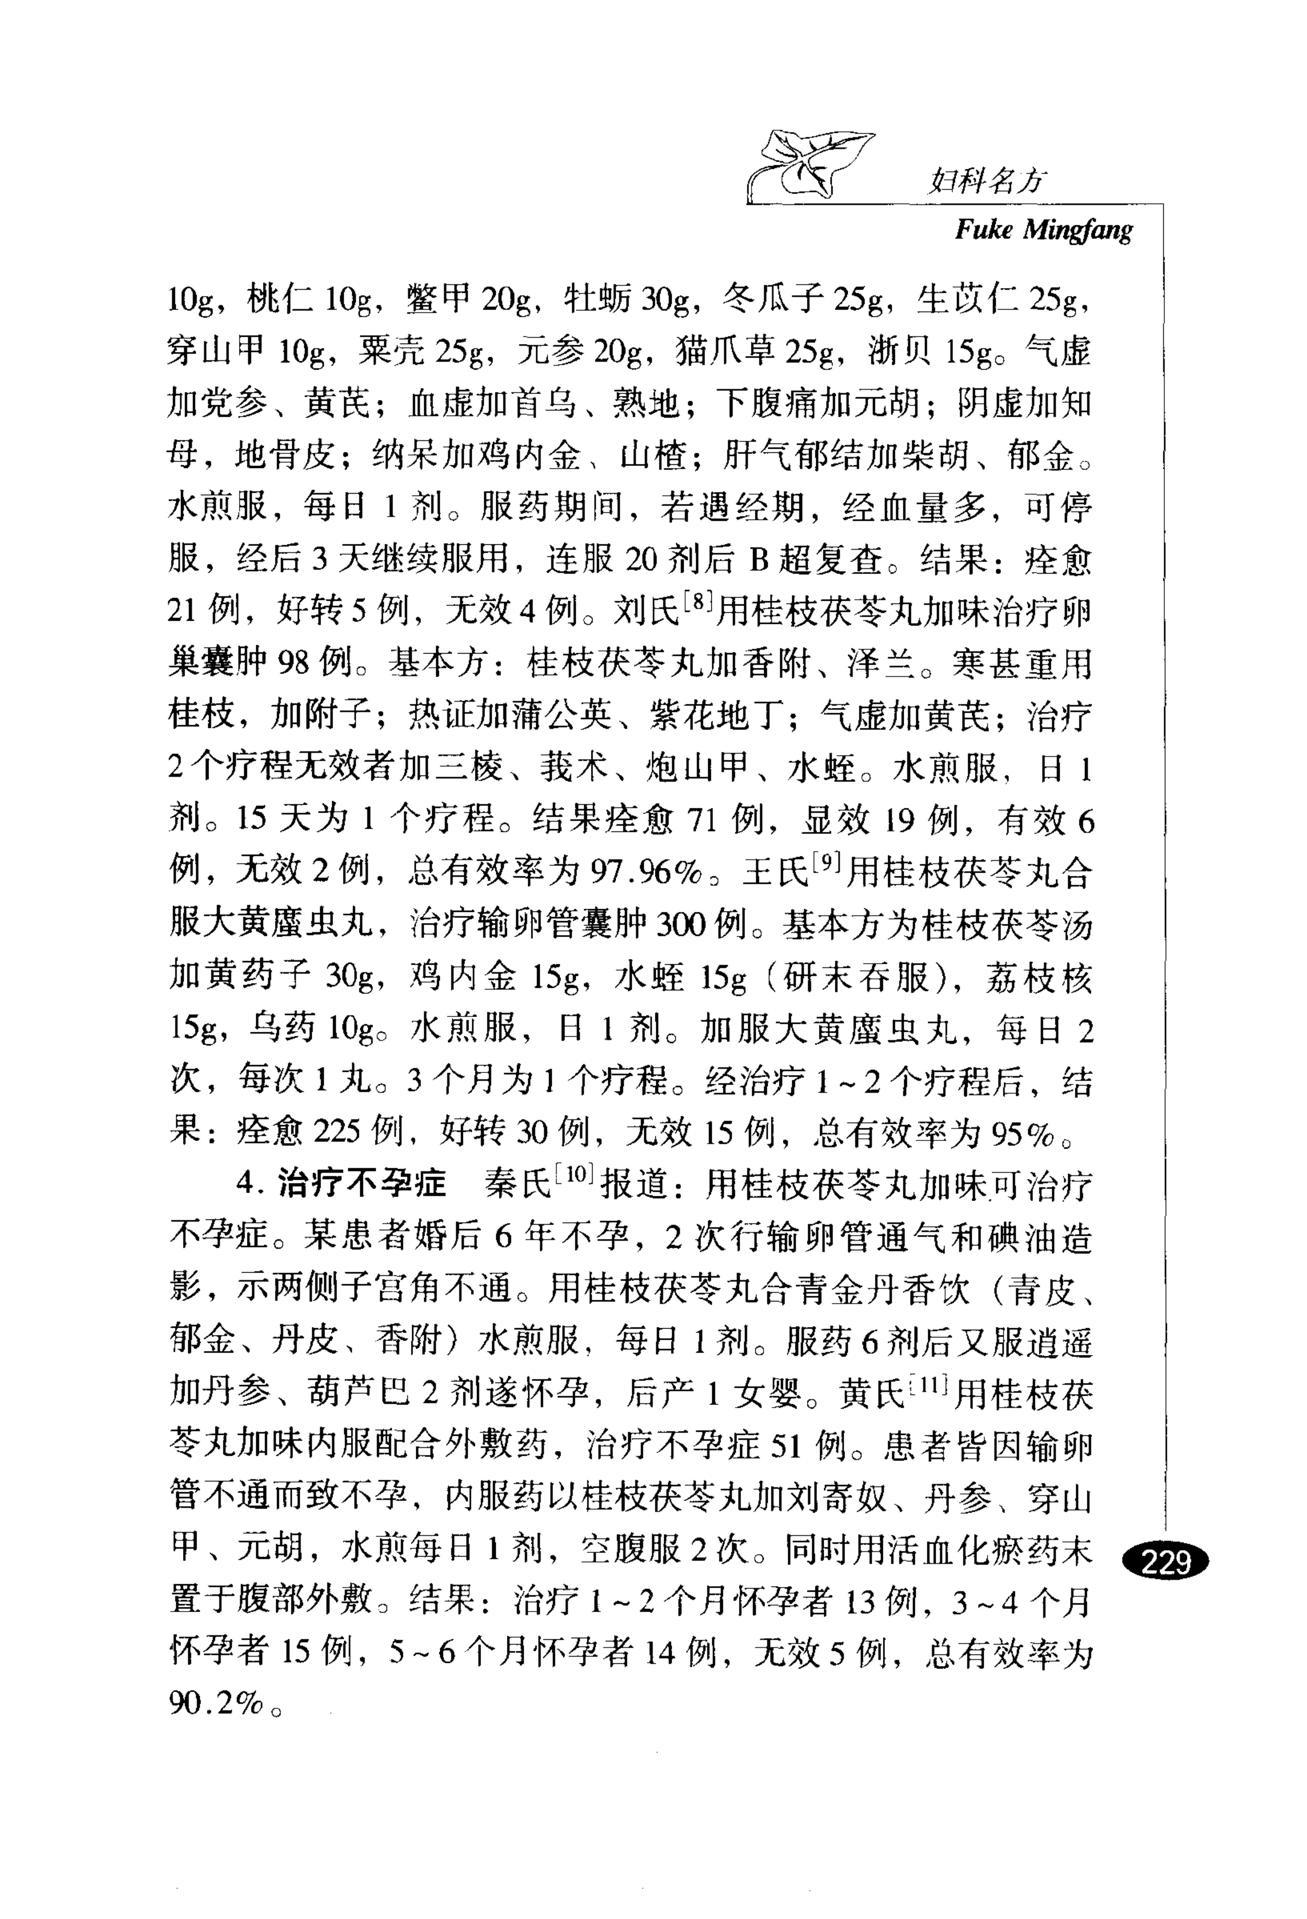 妇科名方
Fuke Mingfang
10g，桃仁 10g，鳖甲 20g，牡蛎 30g，冬瓜子 25g，生苡仁 25g，
穿山甲 10g，粟壳 25g，元参 20g，猫爪草 25g，浙贝 15g。气虚
加党参、黄芪；血虚加首乌、熟地；下腹痛加元胡；阴虚加知
母，地骨皮；纳呆加鸡内金、山楂；肝气郁结加柴胡、郁金。
水煎服，每日 1 剂。服药期间，若遇经期，经血量多，可停
服，经后 3 天继续服用，连服 20 剂后 B 超复查。结果：痊愈
21 例，好转 5 例，无效 4 例。刘氏[8]用桂枝茯苓丸加味治疗卵
巢囊肿 98 例。基本方：桂枝茯苓丸加香附、泽兰。寒甚重用
桂枝，加附子；热证加蒲公英、紫花地丁；气虚加黄芪；治疗
2 个疗程无效者加三棱、莪术、炮山甲、水蛭。水煎服，日 1
剂。15 天为 1 个疗程。结果痊愈 71 例，显效 19 例，有效 6
例，无效 2 例，总有效率为 97.96%。王氏[9]用桂枝茯苓丸合
服大黄䗪虫丸，治疗输卵管囊肿 300 例。基本方为桂枝茯苓汤
加黄药子 30g，鸡内金 15g，水蛭 15g（研末吞服），荔枝核
15g，乌药 10g。水煎服，日 1 剂。加服大黄䗪虫丸，每日 2
次，每次 1 丸。3 个月为 1 个疗程。经治疗 1~2 个疗程后，结
果：痊愈 225 例，好转 30 例，无效 15 例，总有效率为 95%。
4. 治疗不孕症 秦氏[10]报道：用桂枝茯苓丸加味可治疗
不孕症。某患者婚后 6 年不孕，2 次行输卵管通气和碘油造
影，示两侧子宫角不通。用桂枝茯苓丸合青金丹香饮（青皮、
郁金、丹皮、香附）水煎服，每日 1 剂。服药 6 剂后又服逍遥
加丹参、葫芦巴 2 剂遂怀孕，后产 1 女婴。黄氏[11]用桂枝茯
苓丸加味内服配合外敷药，治疗不孕症 51 例。患者皆因输卵
管不通而致不孕，内服药以桂枝茯苓丸加刘寄奴、丹参、穿山
甲、元胡，水煎每日 1 剂，空腹服 2 次。同时用活血化瘀药末
置于腹部外敷。结果：治疗 1~2 个月怀孕者 13 例，3~4 个月
怀孕者 15 例，5~6 个月怀孕者 14 例，无效 5 例，总有效率为
90.2%。
229